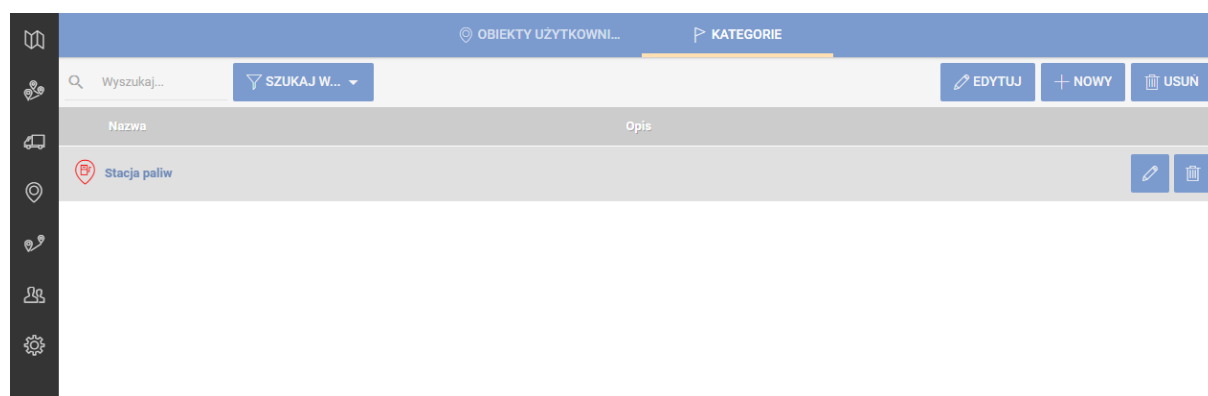 OBIEKTY UŻYTKOWNI... KATEGORIE
Wyszukaj... SZUKAJ W... EDYTUJ NOWY USUŃ
Nazwa Opis
Stacja paliw